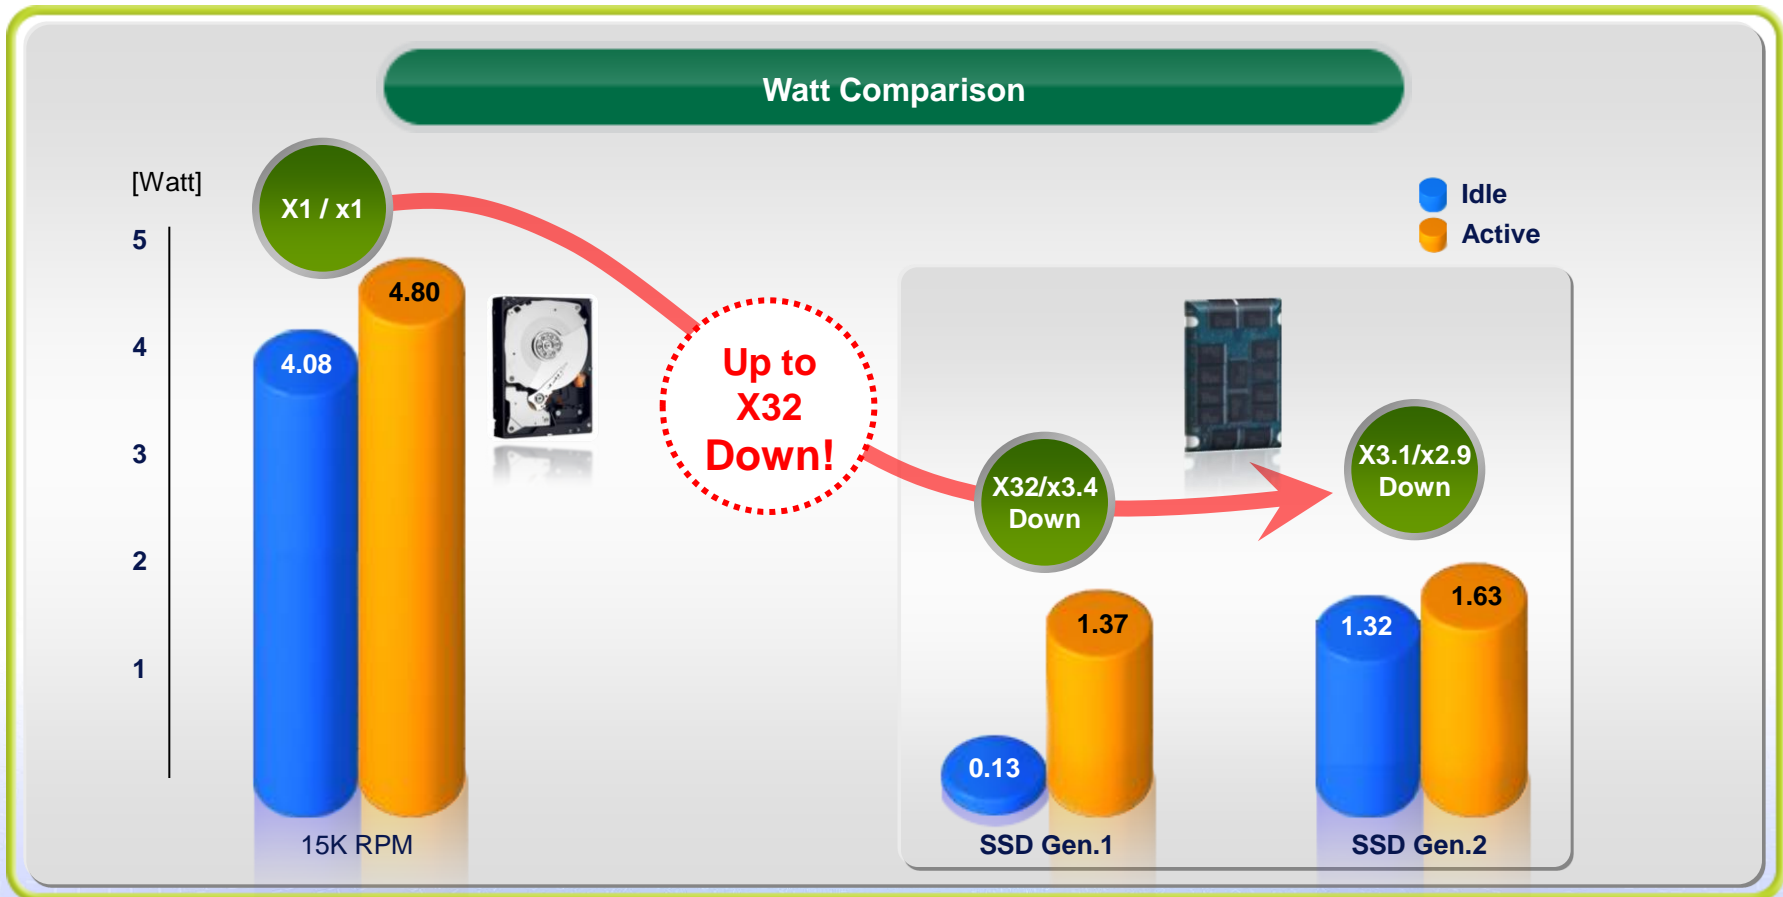 Watt Comparison
[Watt]
X1 / x1
Idle
Active
5
4
3
2
1
4.08
4.80
Up to
X32
Down!
X32/x3.4
Down
X3.1/x2.9
Down
0.13
1.37
1.32
1.63
15K RPM
SSD Gen.1
SSD Gen.2